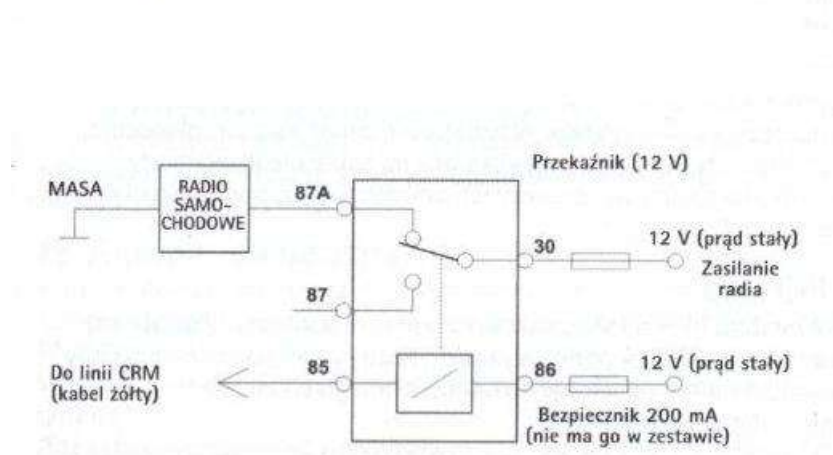 Przekaźnik (12 V)
MASA
RADIO
SAMO-
CHODOWE
87A
30
12 V (prąd stały)
Zasilanie
radia
87
Do linii CRM
(kabel żółty)
85
86
12 V (prąd stały)
Bezpiecznik 200 mA
(nie ma go w zestawie)